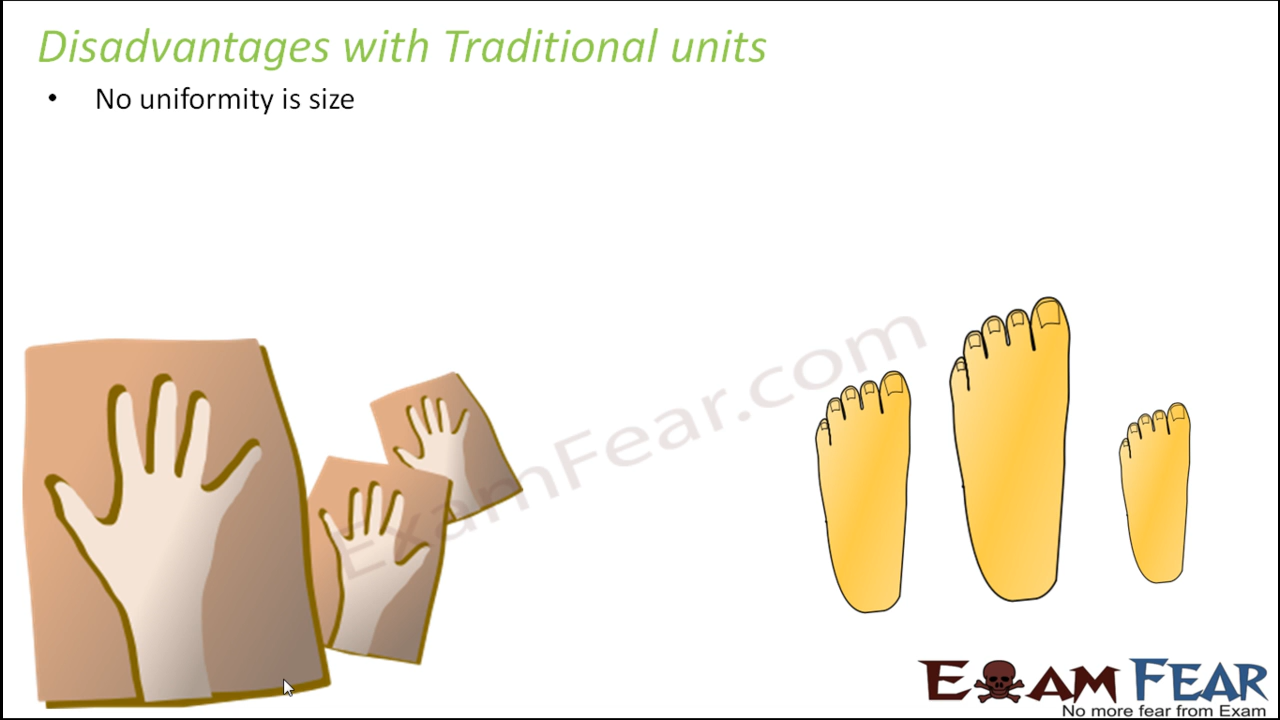 Disadvantages with Traditional units
• No uniformity is size
ExamFear.com
EXAM FEAR
No more fear from Exam